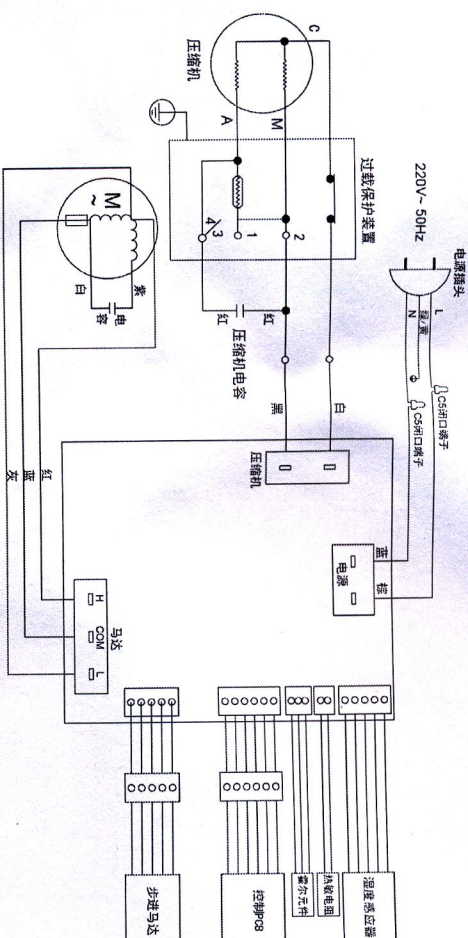 220V~ 50Hz
电源插头
L
绿/黄
N
C5闭口端子
C5闭口端子
过载保护装置
C
压缩机
M
A
1
2
3
4
红
红
压缩机电容
黑
白
压缩机
蓝
棕
电源
M
~
紫
白
电容
红
蓝
灰
H
COM
L
马达
湿度感应器
热敏电阻
霍尔元件
控制PCB
步进马达